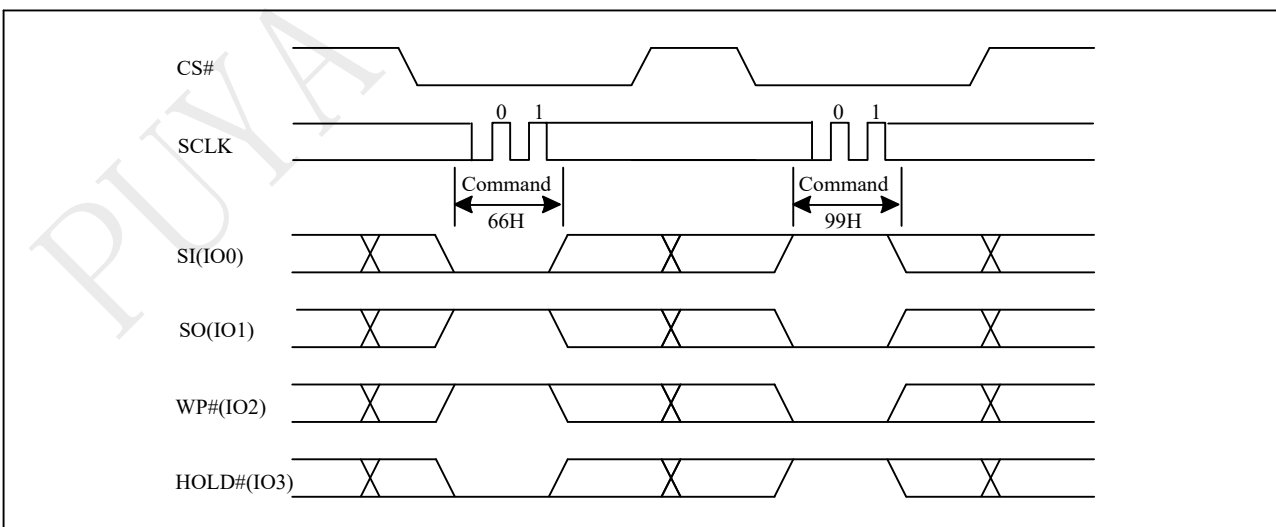 PUYA
CS#
0 1 0 1
SCLK
Command Command
66H 99H
SI(IO0)
SO(IO1)
WP#(IO2)
HOLD#(IO3)